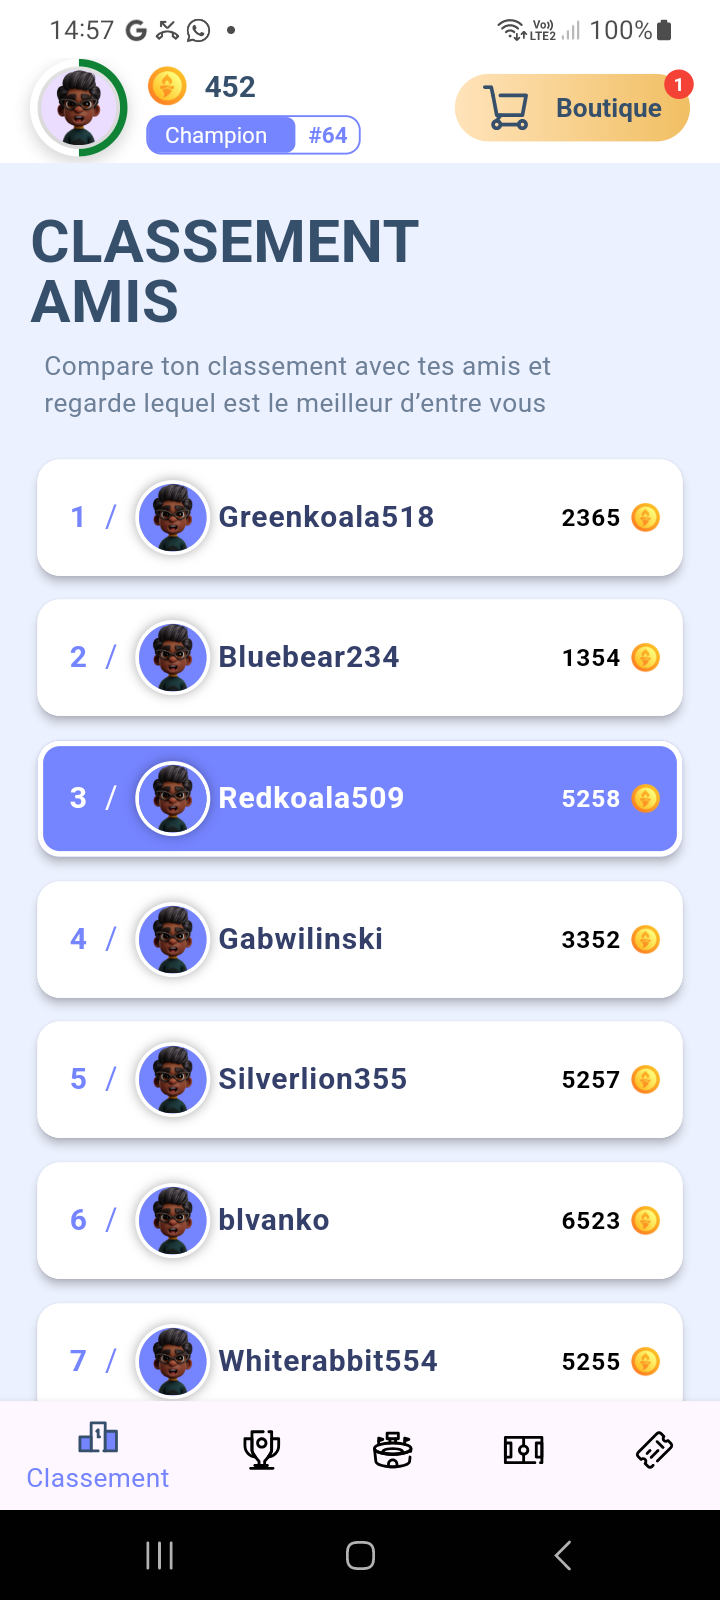 14:57 Vo)) LTE2 100%
452
Champion #64
Boutique 1
CLASSEMENT
AMIS
Compare ton classement avec tes amis et
regarde lequel est le meilleur d’entre vous
1 / Greenkoala518 2365
2 / Bluebear234 1354
3 / Redkoala509 5258
4 / Gabwilinski 3352
5 / Silverlion355 5257
6 / blvanko 6523
7 / Whiterabbit554 5255
1
Classement